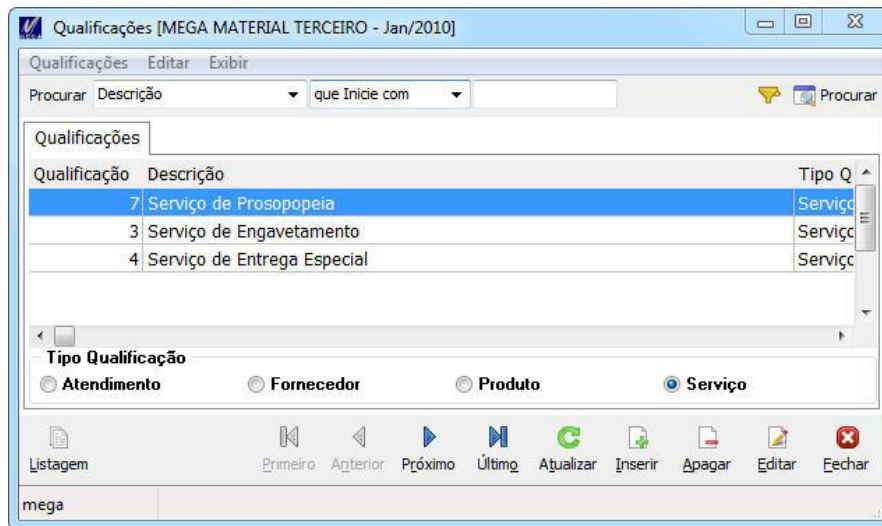 Qualificações [MEGA MATERIAL TERCEIRO - Jan/2010]
Qualificações Editar Exibir
Procurar Descrição que Inicie com Procurar
Qualificações
Qualificação Descrição Tipo Q
7 Serviço de Prosopopeia Serviço
3 Serviço de Engavetamento Serviço
4 Serviço de Entrega Especial Serviço
Tipo Qualificação
Atendimento Fornecedor Produto Serviço
Listagem Primeiro Anterior Próximo Último Atualizar Inserir Apagar Editar Fechar
mega